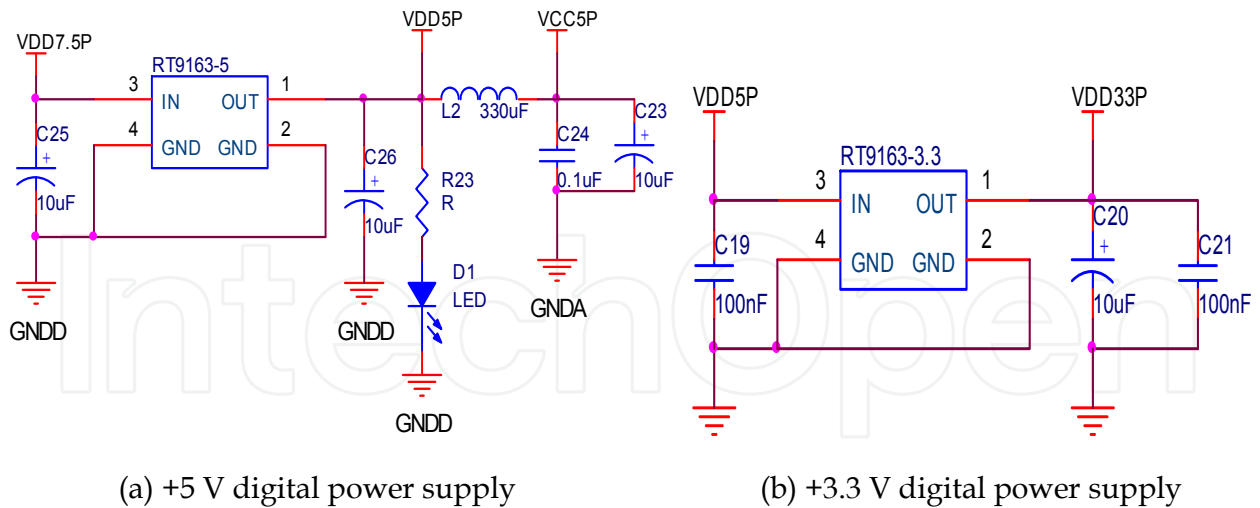 VDD7.5P
RT9163-5
3
IN
OUT
1
4
GND
GND
2
C25
+
10uF
GNDD
VDD5P
VCC5P
L2
330uF
C26
+
10uF
GNDD
R23
R
D1
LED
GNDD
C24
0.1uF
C23
+
10uF
GNDA
(a) +5 V digital power supply
VDD5P
RT9163-3.3
3
IN
OUT
1
4
GND
GND
2
C19
100nF
VDD33P
C20
+
10uF
C21
100nF
(b) +3.3 V digital power supply
IntechOpen